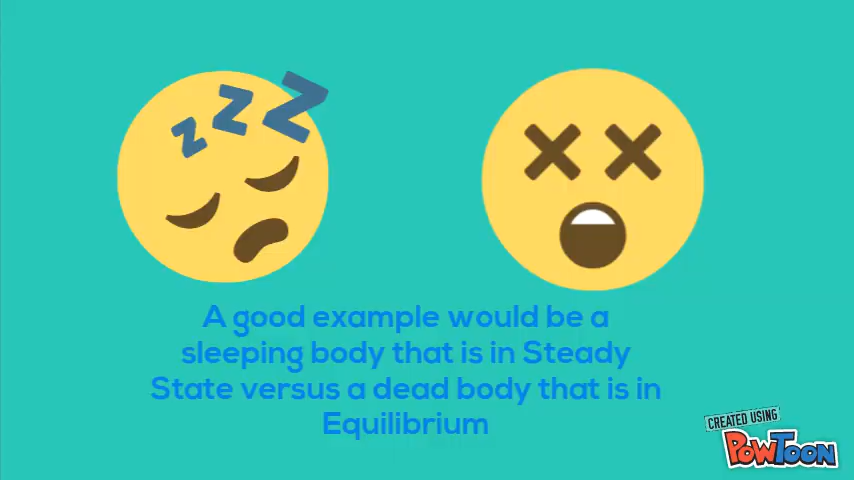 z z Z
A good example would be a
sleeping body that is in Steady
State versus a dead body that is in
Equilibrium
CREATED USING
POWTOON